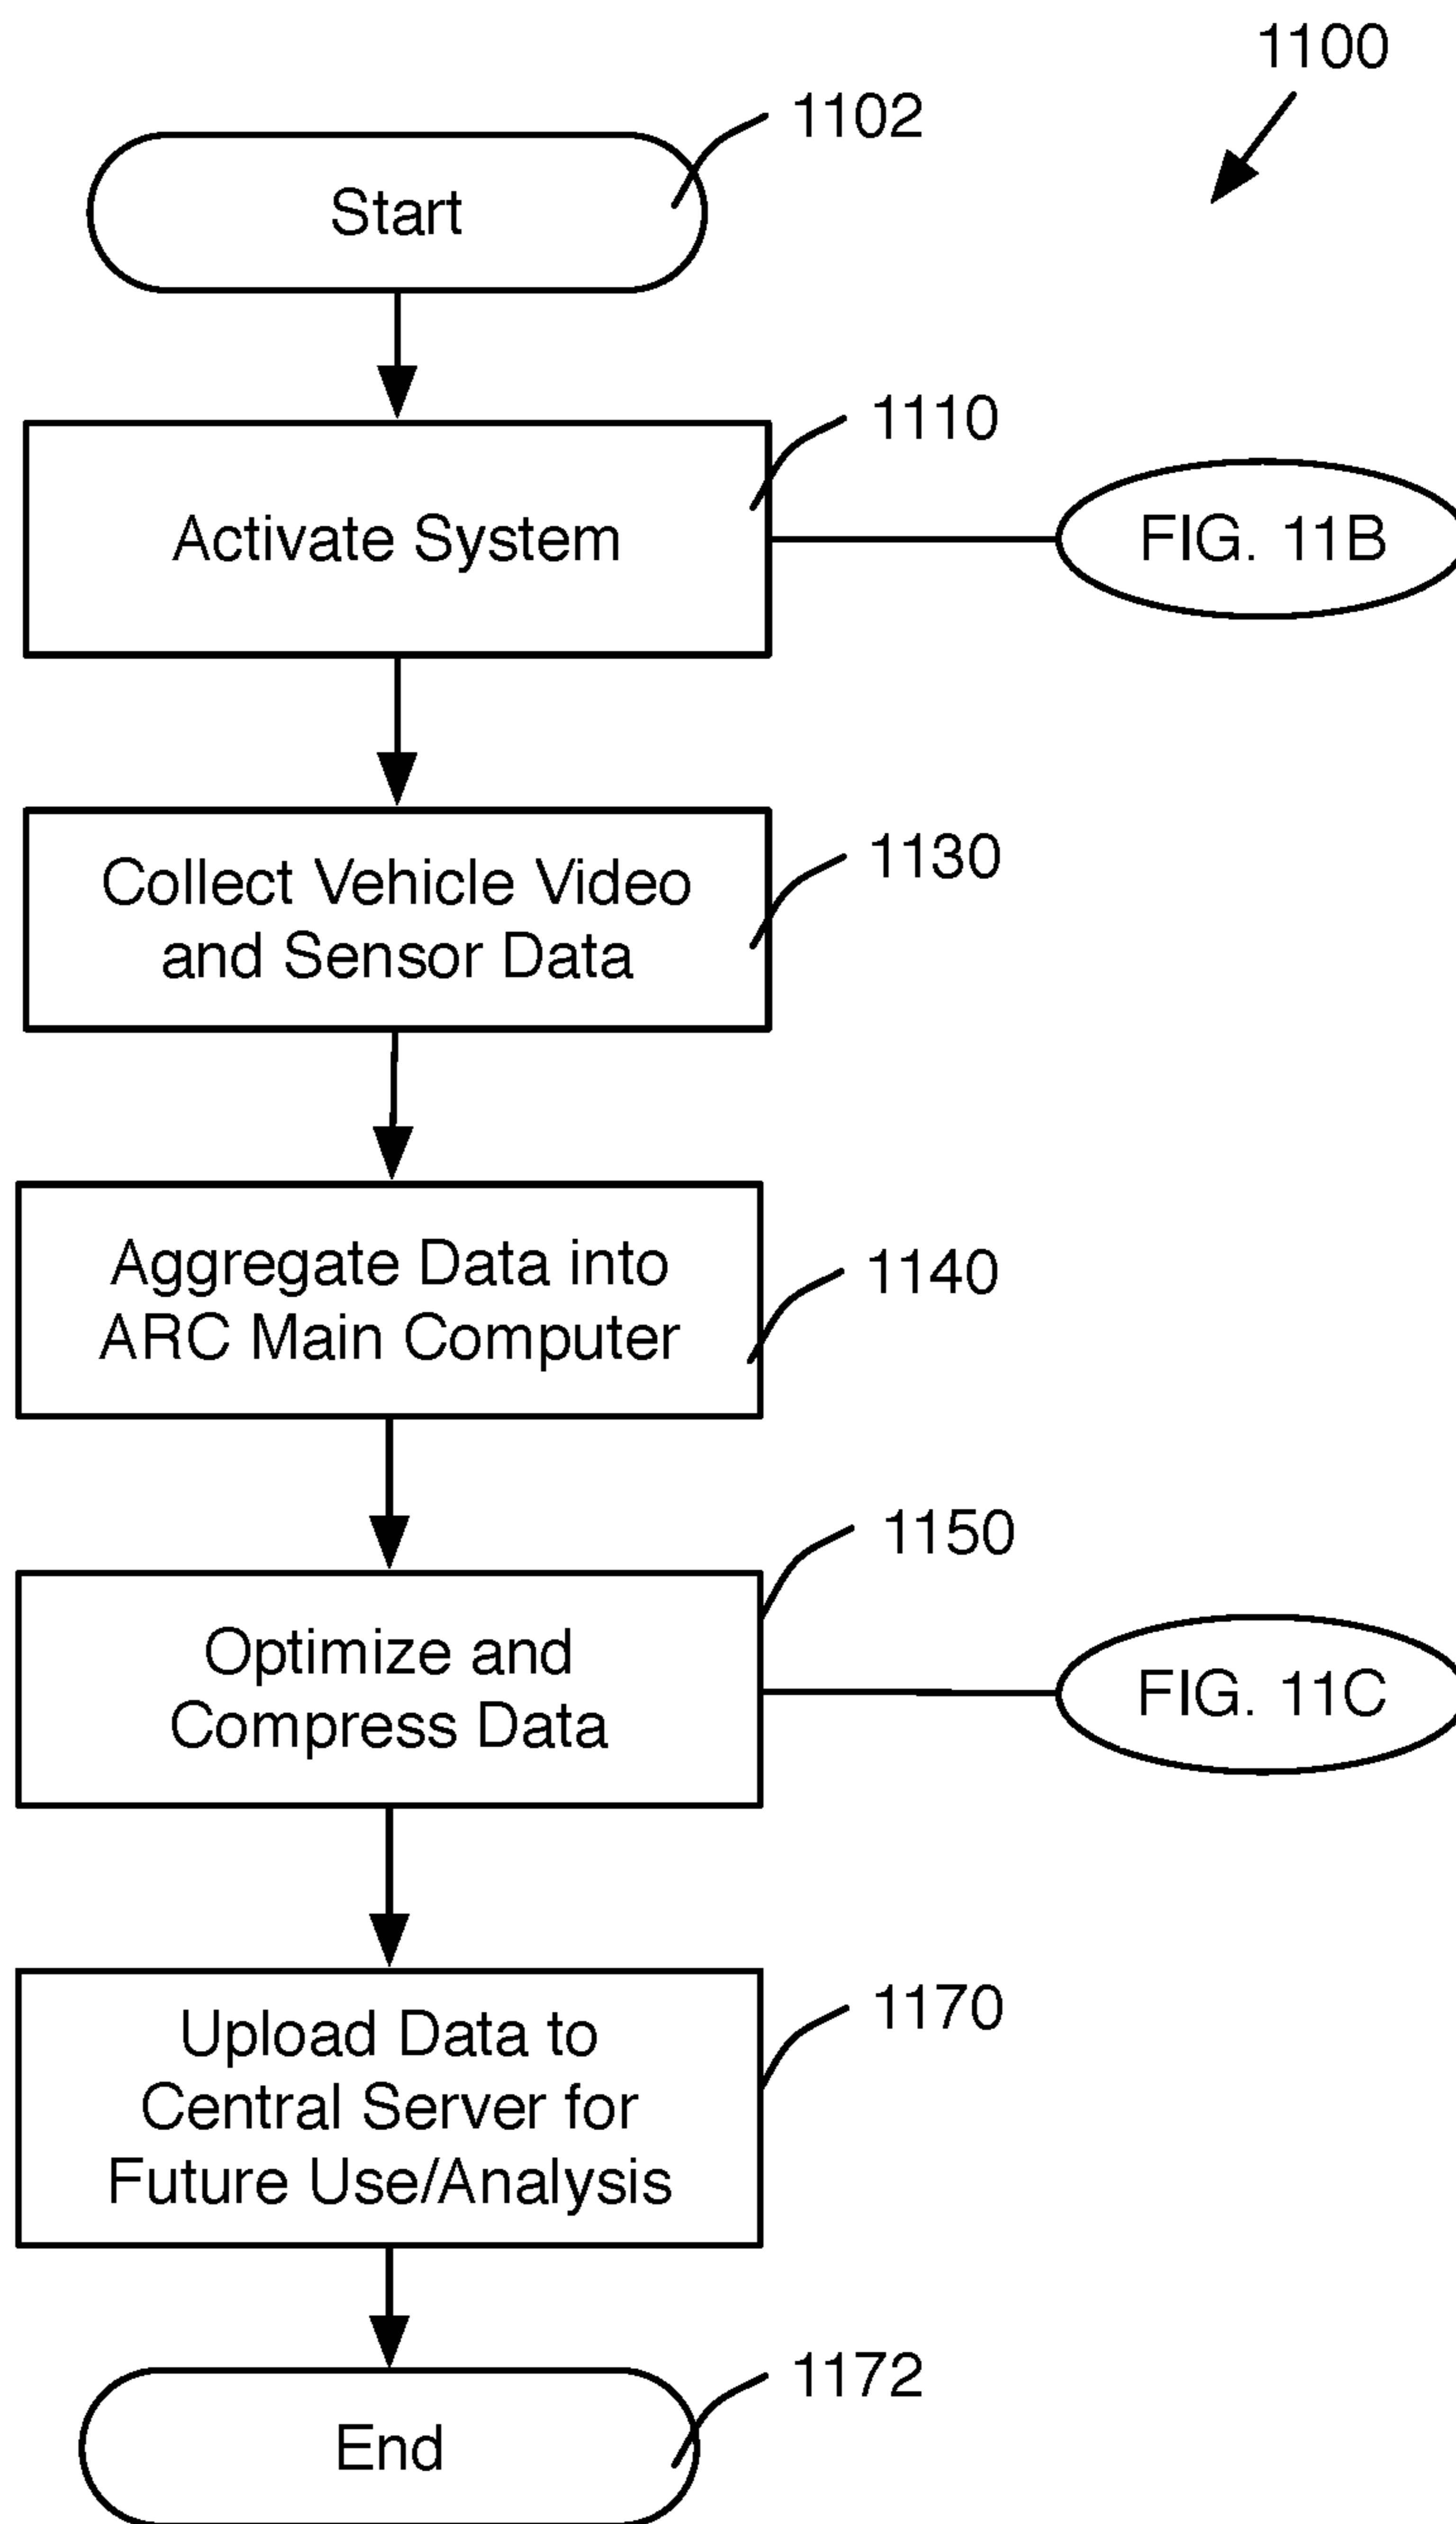 1100
1102
Start
1110
Activate System
FIG. 11B
1130
Collect Vehicle Video
and Sensor Data
1140
Aggregate Data into
ARC Main Computer
1150
Optimize and
Compress Data
FIG. 11C
1170
Upload Data to
Central Server for
Future Use/Analysis
1172
End